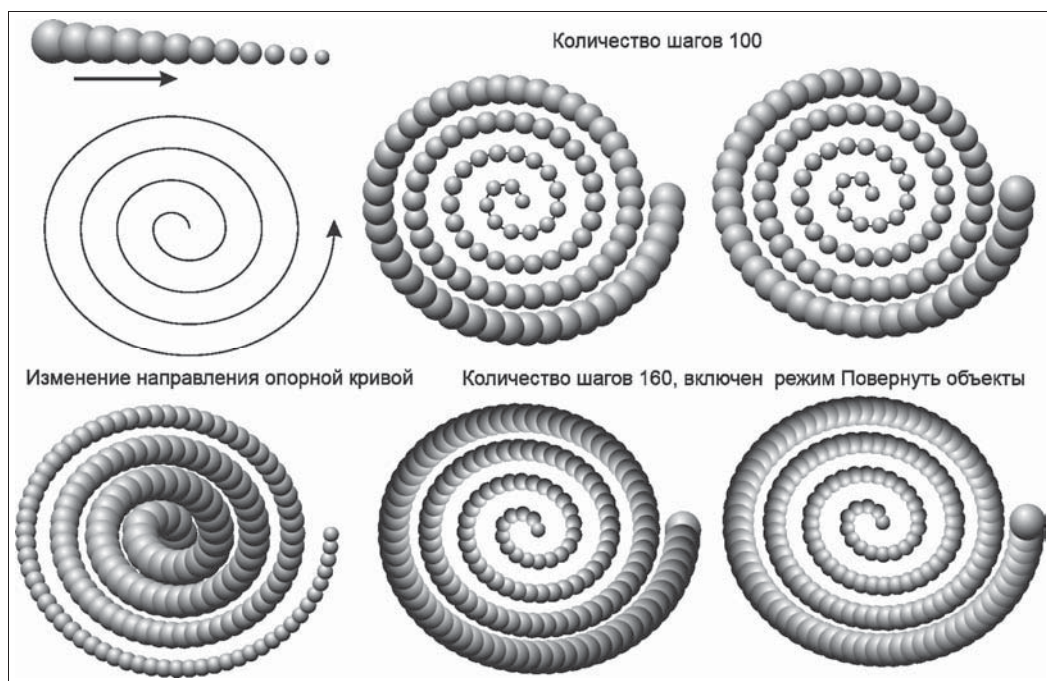 Количество шагов 100
Изменение направления опорной кривой
Количество шагов 160, включен режим Повернуть объекты